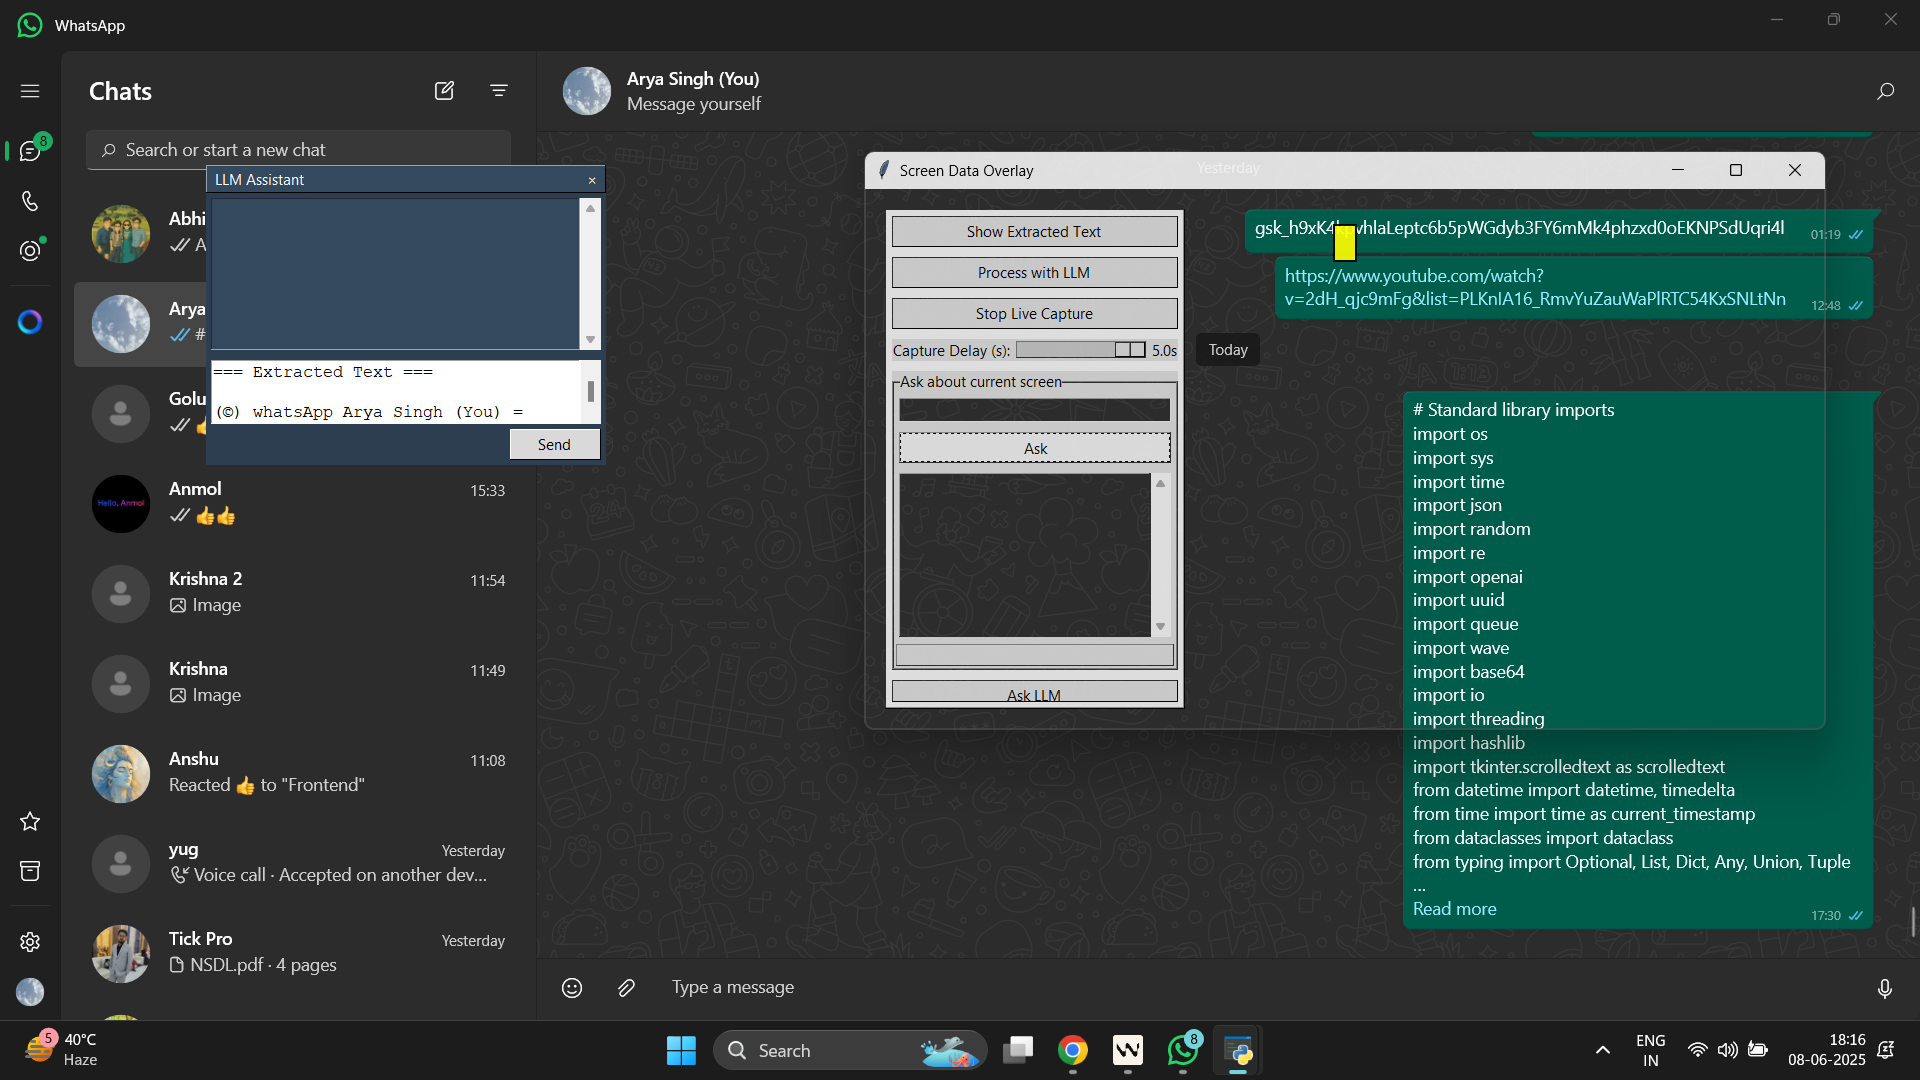 WhatsApp
Chats
Search or start a new chat
8
Abhi
A
Arya
#
Golu
Anmol
15:33
Hello, Anmol
👍👍
Krishna 2
11:54
Image
Krishna
11:49
Image
Anshu
11:08
Reacted 👍 to "Frontend"
yug
Yesterday
Voice call · Accepted on another dev...
Tick Pro
Yesterday
NSDL.pdf · 4 pages
LLM Assistant
=== Extracted Text ===
(©) whatsApp Arya Singh (You) =
Send
Arya Singh (You)
Message yourself
Screen Data Overlay
Yesterday
Show Extracted Text
Process with LLM
Stop Live Capture
Capture Delay (s):
5.0s
Ask about current screen
Ask
Ask LLM
01:19
https://www.youtube.com/watch?
v=2dH_qjc9mFg&list=PLKnIA16_RmvYuZauWaPlRTC54KxSNLtNn
12:48
Today
# Standard library imports
import os
import sys
import time
import json
import random
import re
import openai
import uuid
import queue
import wave
import base64
import io
import threading
import hashlib
import tkinter.scrolledtext as scrolledtext
from datetime import datetime, timedelta
from time import time as current_timestamp
from dataclasses import dataclass
from typing import Optional, List, Dict, Any, Union, Tuple
...
Read more
17:30
Type a message
5
40°C
Haze
Search
8
ENG
IN
18:16
08-06-2025